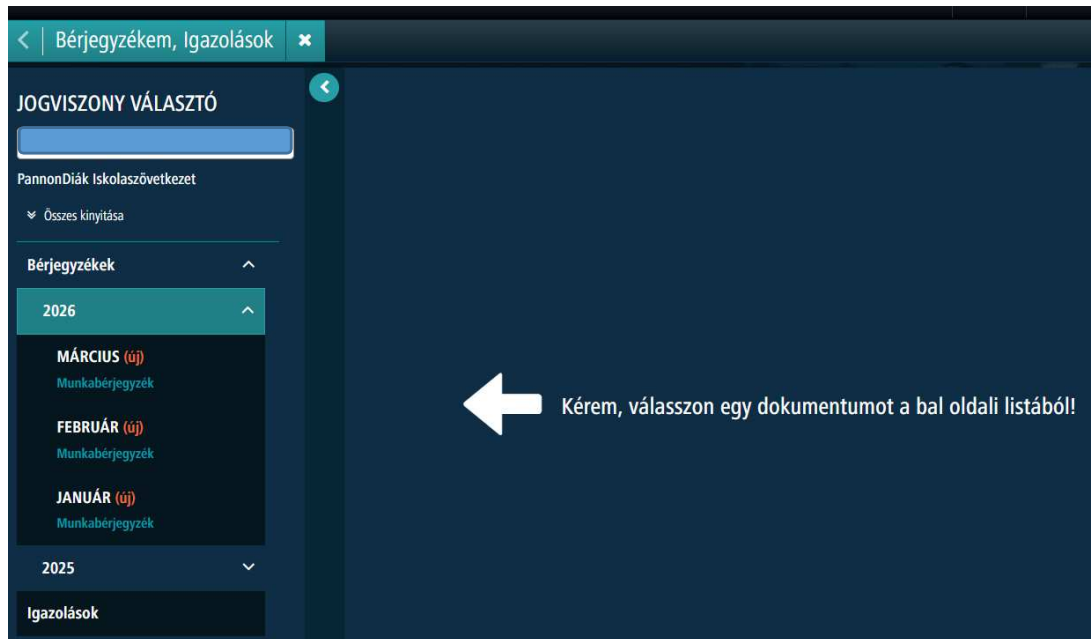 Bérjegyzékem, Igazolások
JOGVISZONY VÁLASZTÓ
PannonDiák Iskolaszövetkezet
Összes kinyitása
Bérjegyzékek
2026
MÁRCIUS (új)
Munkabérjegyzék
FEBRUÁR (új)
Munkabérjegyzék
JANUÁR (új)
Munkabérjegyzék
2025
Igazolások
Kérem, válasszon egy dokumentumot a bal oldali listából!